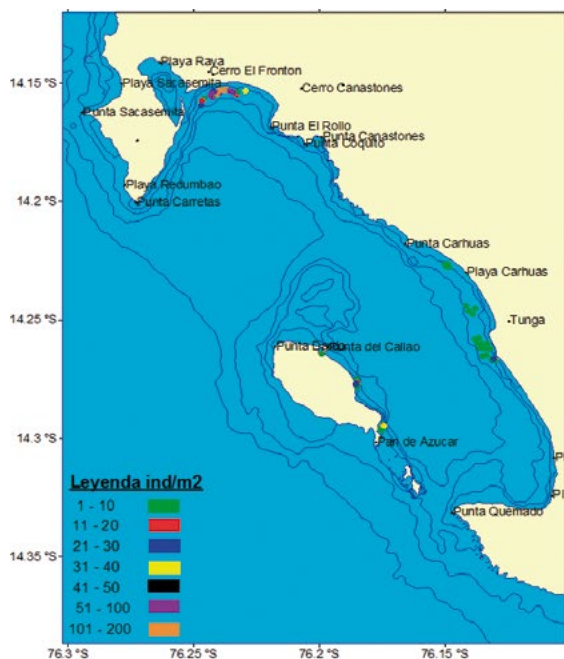 Playa Raya
Cerro El Fronton
14.15 °S
Playa Sacasemita
Cerro Canastones
Punta Sacasemita
Punta El Rollo
Punta Canastones
Punta Coquito
Playa Redumbao
14.2 °S
Punta Carretas
Punta Carhuas
Playa Carhuas
14.25 °S
Tunga
Punta del Callao
14.3 °S
Pan de Azucar
Leyenda ind/m2
1 - 10
11 - 20
21 - 30
31 - 40
41 - 50
51 - 100
101 - 200
Punta Quemado
14.35 °S
76.3 °S
76.25 °S
76.2 °S
76.15 °S